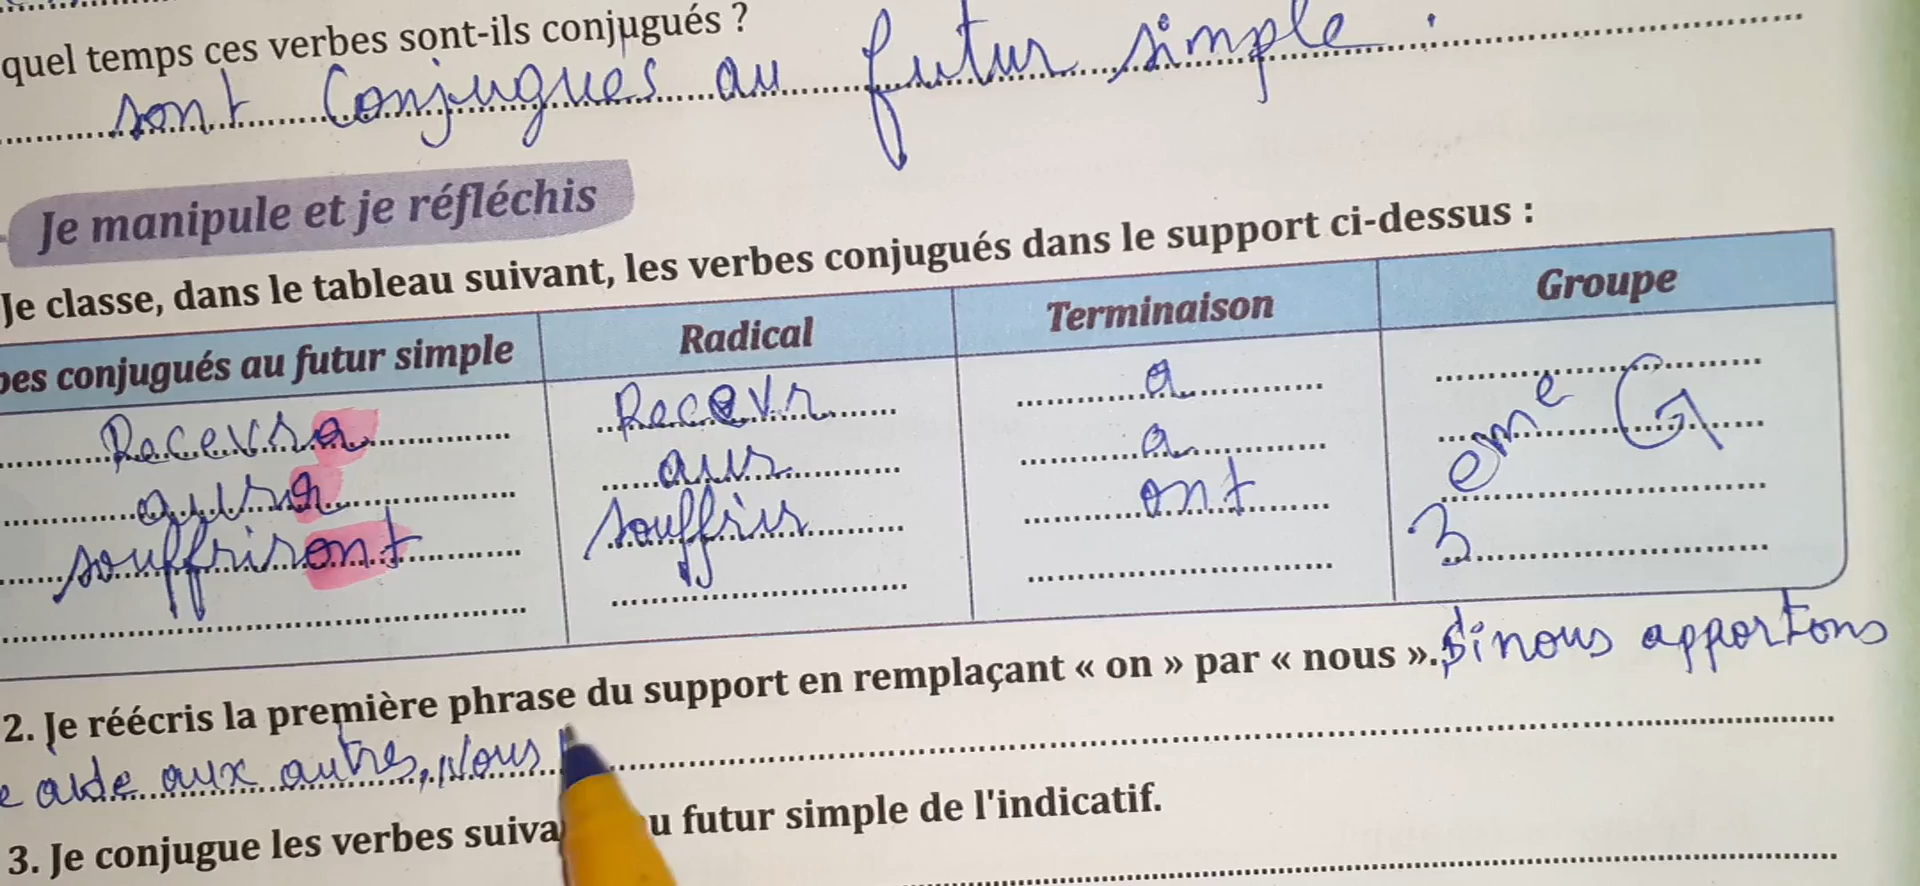 quel temps ces verbes sont-ils conjugués ?
sont Conjugués au futur simple.
Je manipule et je réfléchis
Je classe, dans le tableau suivant, les verbes conjugués dans le support ci-dessus :
bes conjugués au futur simple Radical Terminaison Groupe
Recevra Recevr a
aura aur a
souffriront souffrir ont
3 eme G
2. Je réécris la première phrase du support en remplaçant « on » par « nous ». Si nous apportons
e aide aux autres, Nous
3. Je conjugue les verbes suiva u futur simple de l'indicatif.